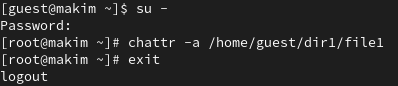 [guest@makim ~]$ su -
Password:
[root@makim ~]# chattr -a /home/guest/dir1/file1
[root@makim ~]# exit
logout